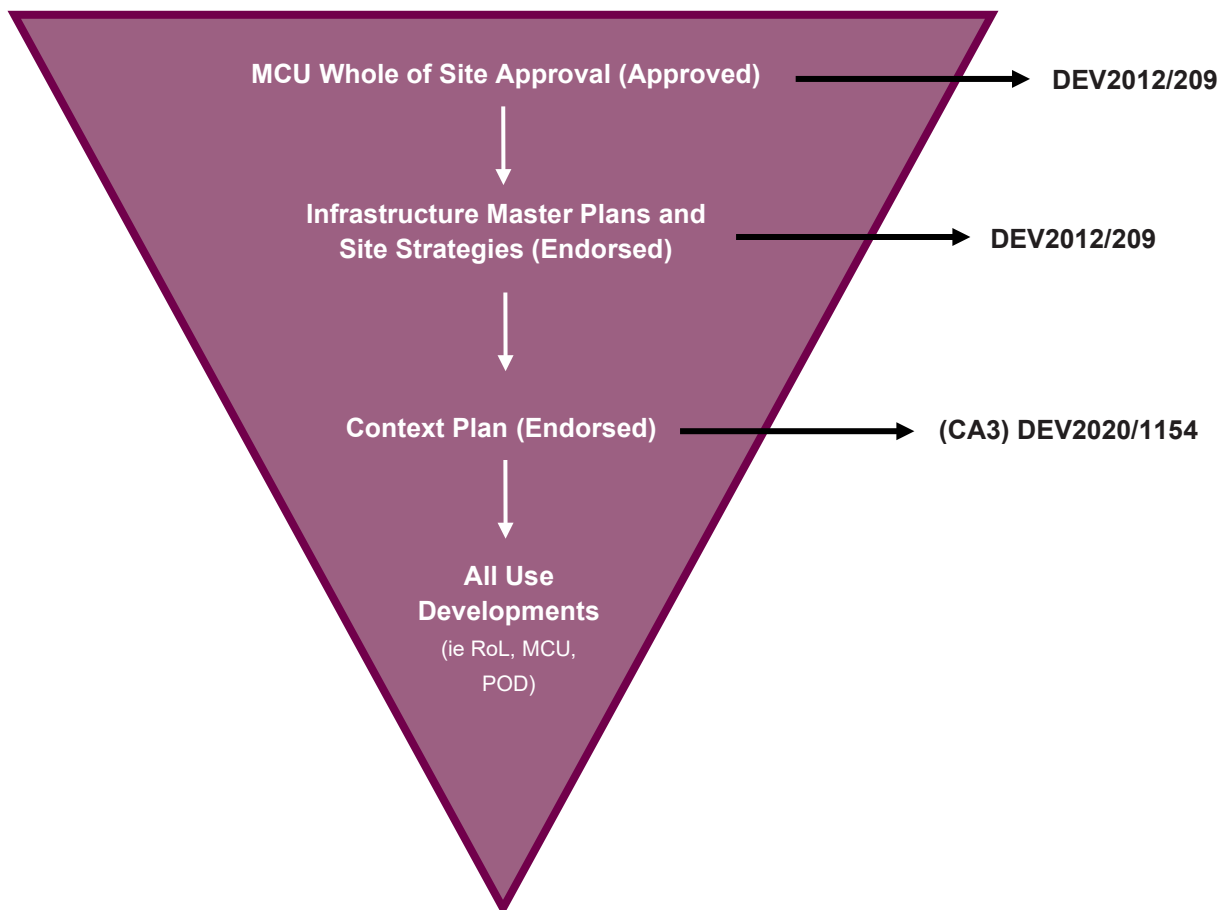 MCU Whole of Site Approval (Approved)
DEV2012/209
Infrastructure Master Plans and
Site Strategies (Endorsed)
DEV2012/209
Context Plan (Endorsed)
(CA3) DEV2020/1154
All Use
Developments
(ie RoL, MCU,
POD)